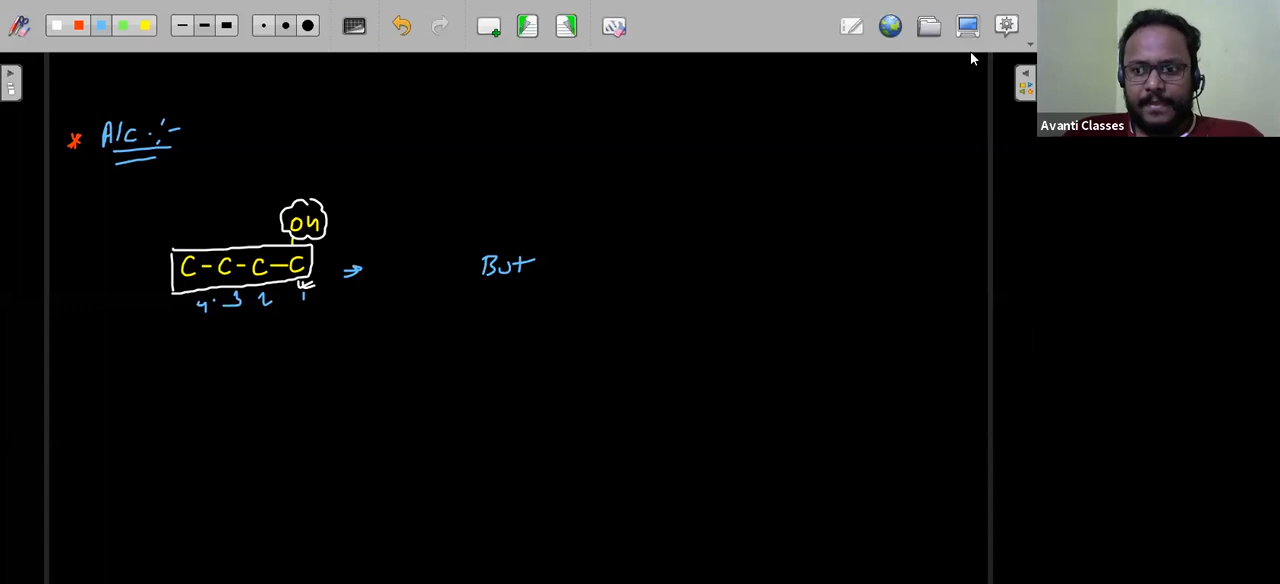 Avanti Classes
* Alc :-
OH
C - C - C - C ⇒ But
4 3 2 1